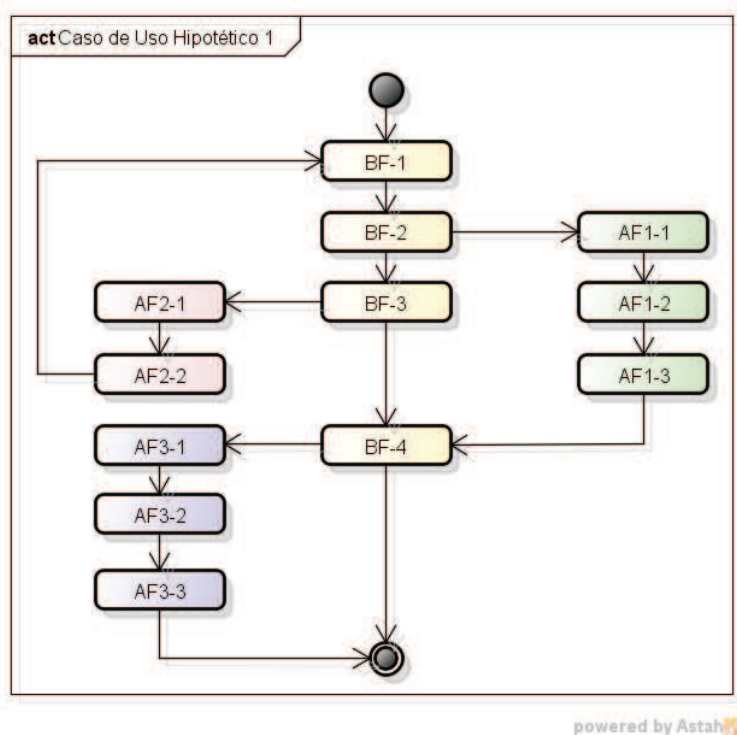 act Caso de Uso Hipotético 1
BF-1
BF-2
AF1-1
AF2-1
BF-3
AF1-2
AF2-2
AF1-3
AF3-1
BF-4
AF3-2
AF3-3
powered by Astah